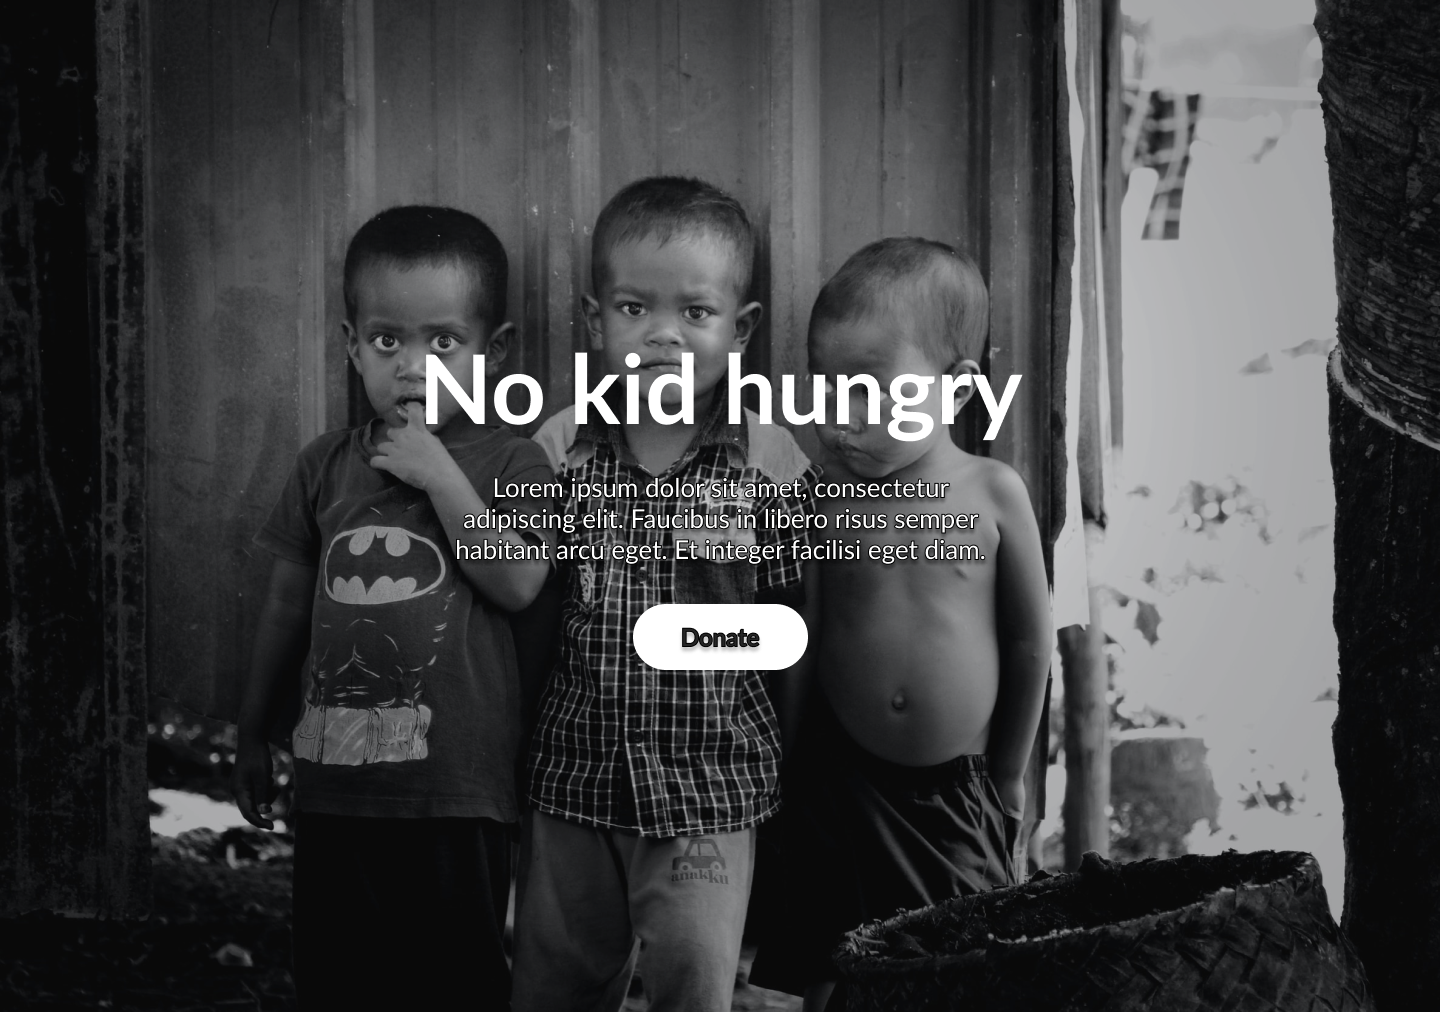 No kid hungry
Lorem ipsum dolor sit amet, consectetur
adipiscing elit. Faucibus in libero risus semper
habitant arcu eget. Et integer facilisi eget diam.
Donate